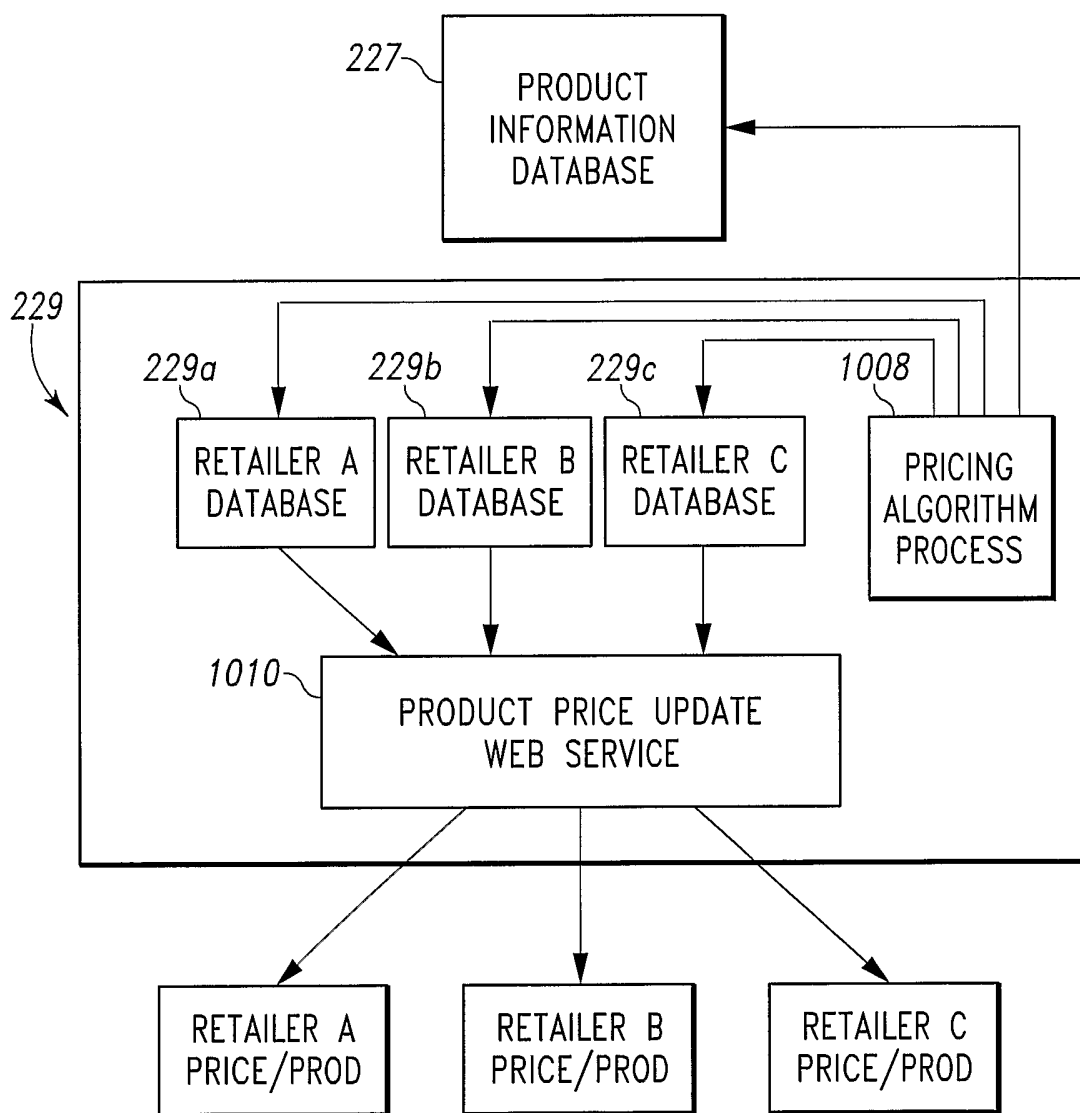 227
PRODUCT
INFORMATION
DATABASE
229
229a
229b
229c
1008
RETAILER A
DATABASE
RETAILER B
DATABASE
RETAILER C
DATABASE
PRICING
ALGORITHM
PROCESS
1010
PRODUCT PRICE UPDATE
WEB SERVICE
RETAILER A
PRICE/PROD
RETAILER B
PRICE/PROD
RETAILER C
PRICE/PROD